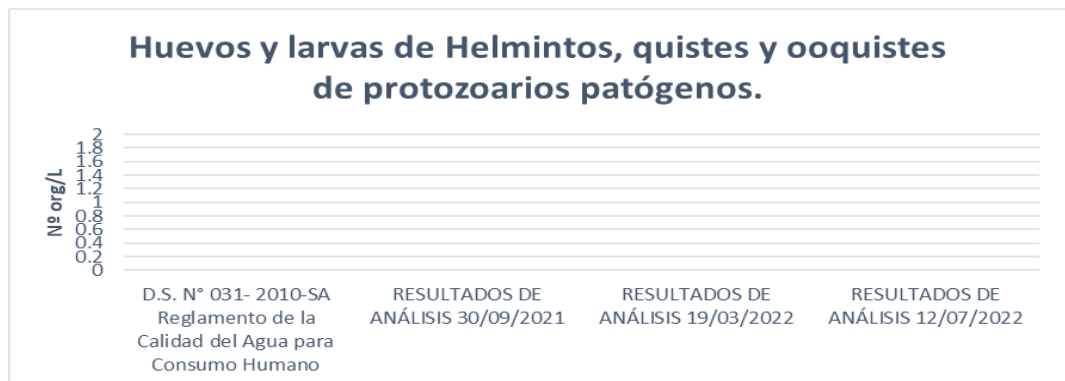 Huevos y larvas de Helmintos, quistes y ooquistes
de protozoarios patógenos.
Nº org/L
2
1.8
1.6
1.4
1.2
1
0.8
0.6
0.4
0.2
0
D.S. N° 031- 2010-SA
Reglamento de la
Calidad del Agua para
Consumo Humano
RESULTADOS DE
ANÁLISIS 30/09/2021
RESULTADOS DE
ANÁLISIS 19/03/2022
RESULTADOS DE
ANÁLISIS 12/07/2022